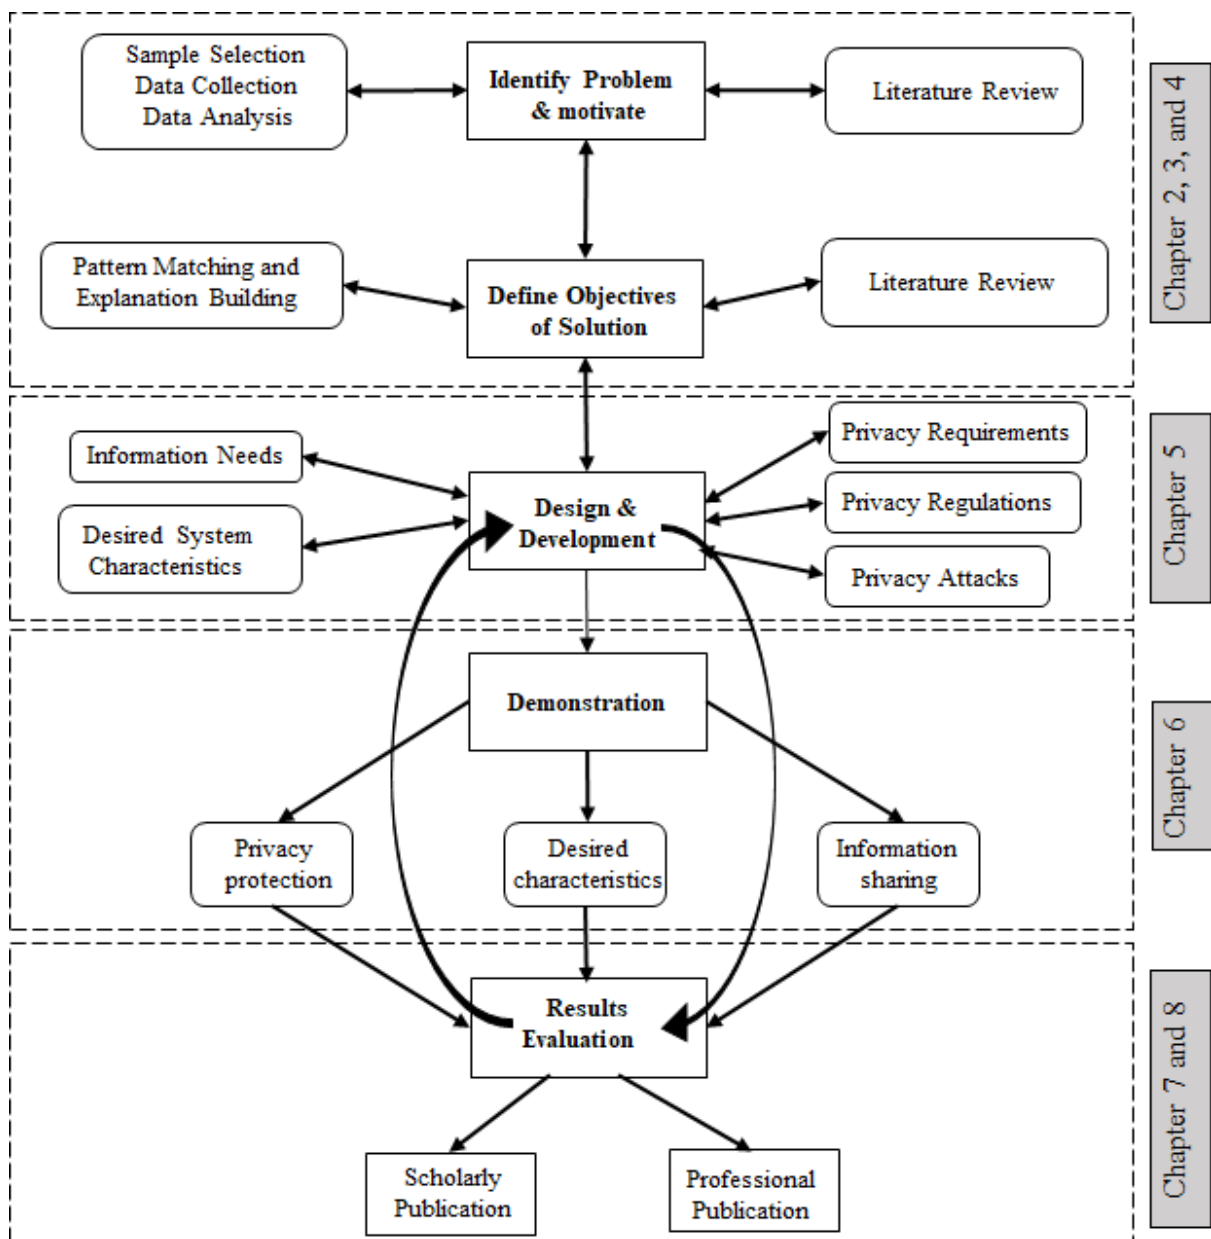 Sample Selection
Data Collection
Data Analysis
Identify Problem
& motivate
Literature Review
Chapter 2, 3, and 4
Pattern Matching and
Explanation Building
Define Objectives
of Solution
Literature Review
Information Needs
Desired System
Characteristics
Design &
Development
Privacy Requirements
Privacy Regulations
Privacy Attacks
Chapter 5
Demonstration
Privacy
protection
Desired
characteristics
Information
sharing
Chapter 6
Results
Evaluation
Scholarly
Publication
Professional
Publication
Chapter 7 and 8